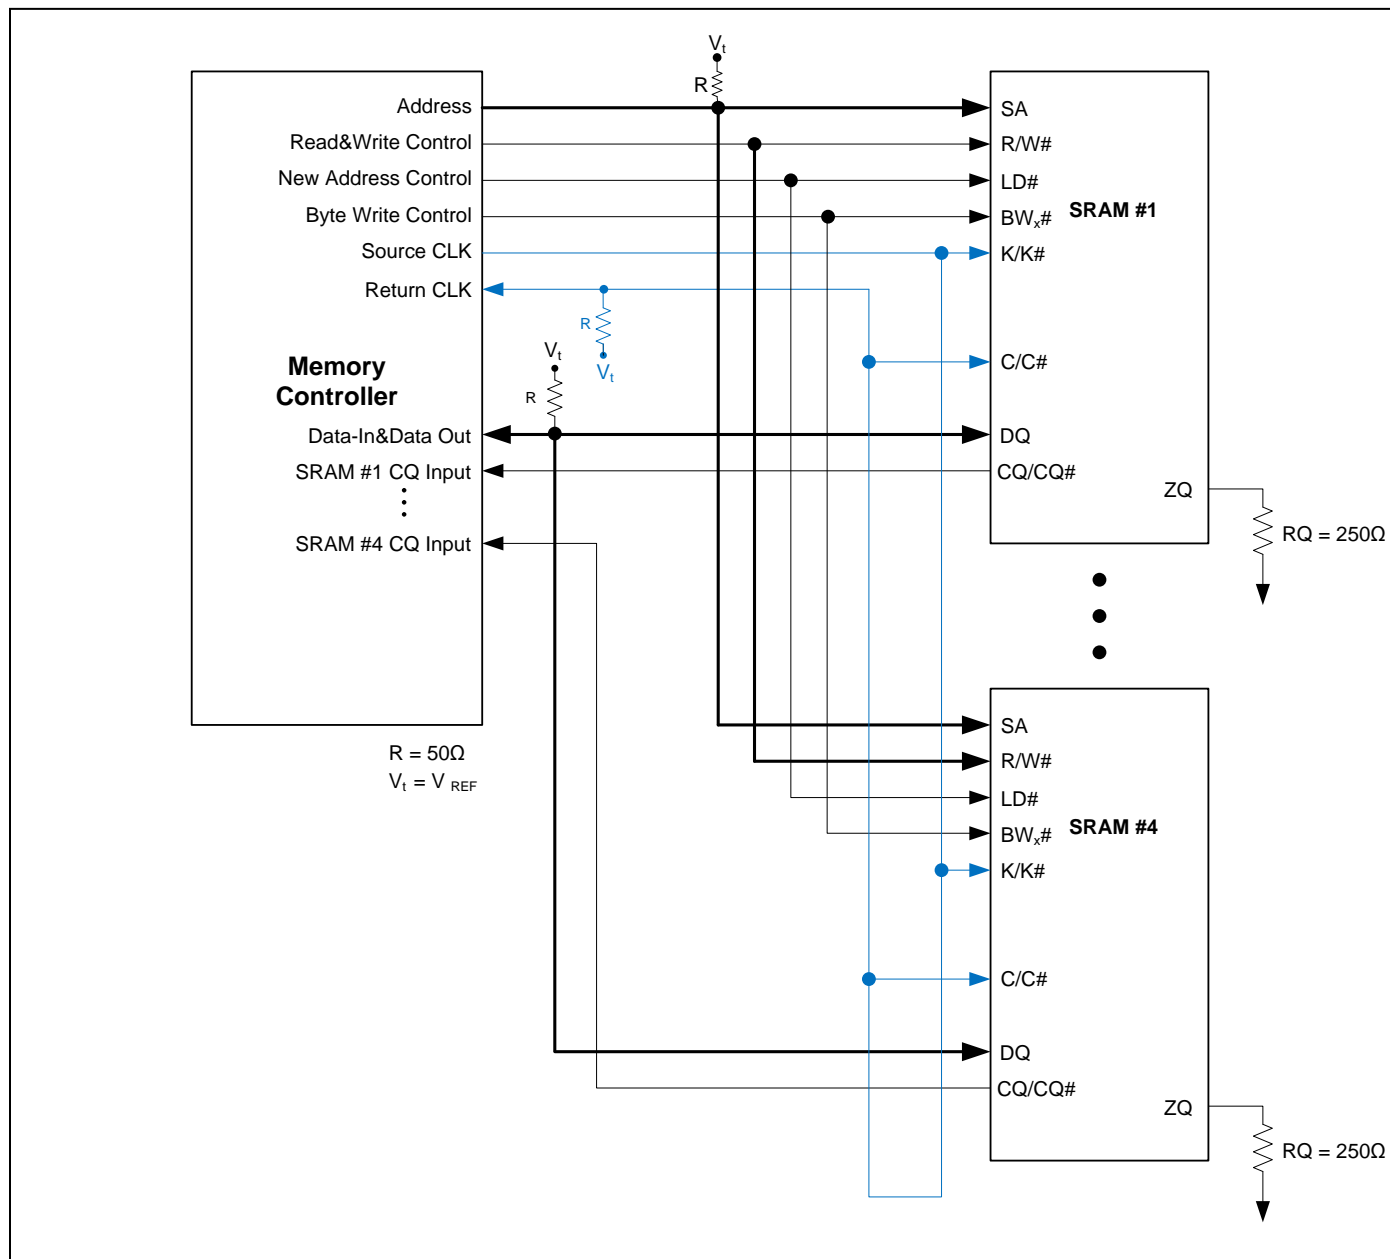 Vt
R
Address
Read&Write Control
New Address Control
Byte Write Control
Source CLK
Return CLK
R
Vt
Vt
R
Memory
Controller
Data-In&Data Out
SRAM #1 CQ Input
SRAM #4 CQ Input
R = 50Ω
Vt = V REF
SA
R/W#
LD#
SRAM #1
BWx#
K/K#
C/C#
DQ
CQ/CQ#
ZQ
RQ = 250Ω
SA
R/W#
LD#
SRAM #4
BWx#
K/K#
C/C#
DQ
CQ/CQ#
ZQ
RQ = 250Ω